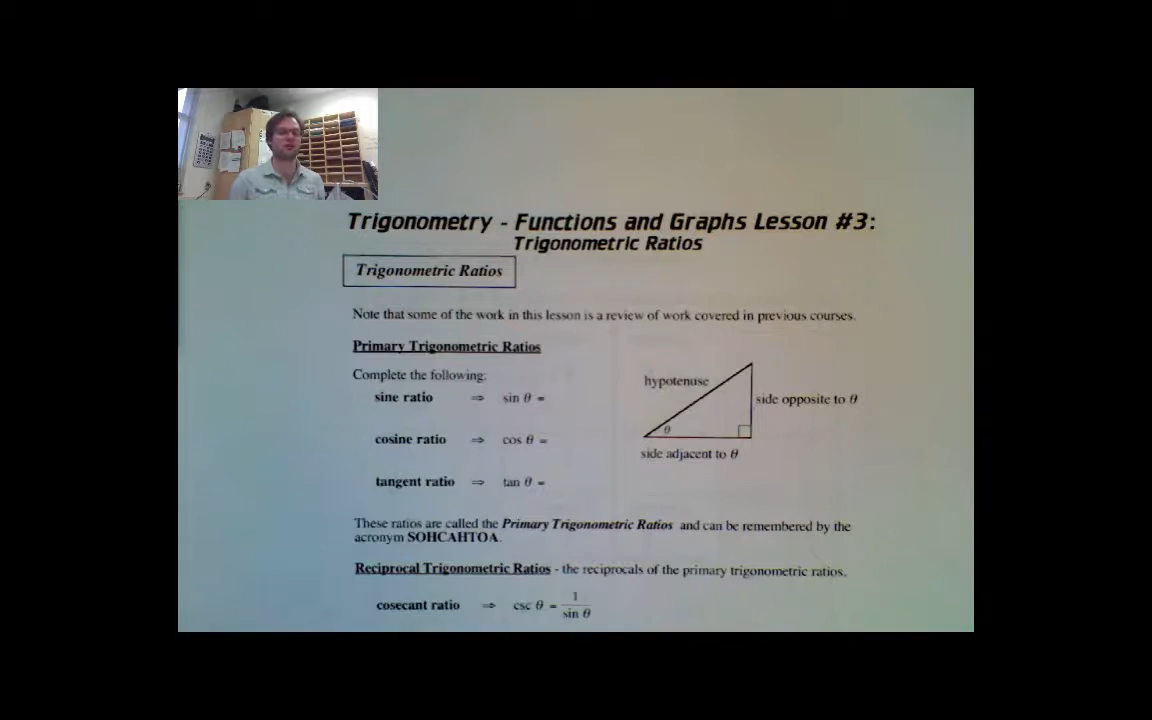 Trigonometry - Functions and Graphs Lesson #3:
Trigonometric Ratios
Trigonometric Ratios
Note that some of the work in this lesson is a review of work covered in previous courses.
Primary Trigonometric Ratios
Complete the following:
sine ratio ⇒ sin θ =
cosine ratio ⇒ cos θ =
tangent ratio ⇒ tan θ =
hypotenuse
side opposite to θ
θ
side adjacent to θ
These ratios are called the Primary Trigonometric Ratios and can be remembered by the
acronym SOHCAHTOA.
Reciprocal Trigonometric Ratios - the reciprocals of the primary trigonometric ratios.
cosecant ratio ⇒ csc θ = 1/sin θ